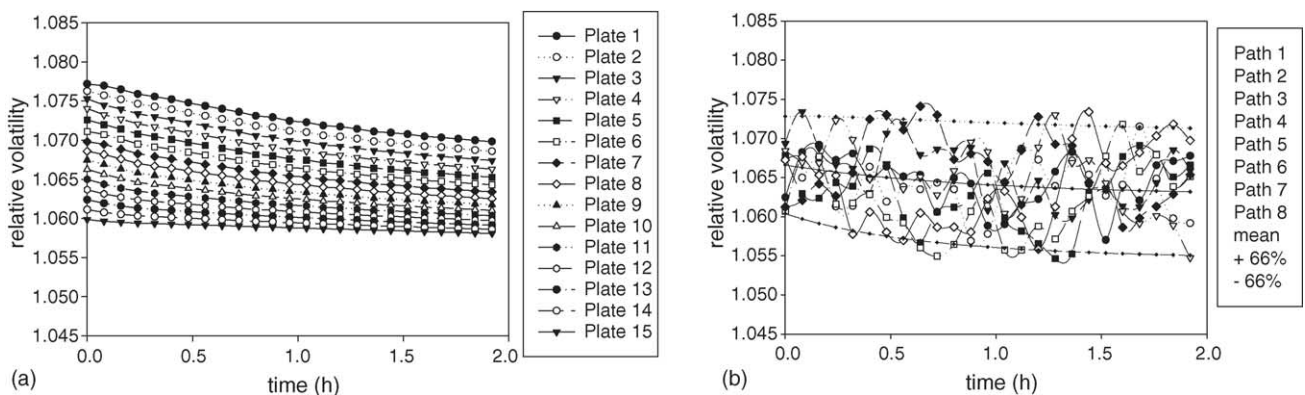 1.085
1.080
1.075
1.070
1.065
1.060
1.055
1.050
1.045
relative volatility
0.0 0.5 1.0 1.5 2.0
time (h)
(a)
Plate 1
Plate 2
Plate 3
Plate 4
Plate 5
Plate 6
Plate 7
Plate 8
Plate 9
Plate 10
Plate 11
Plate 12
Plate 13
Plate 14
Plate 15
1.085
1.080
1.075
1.070
1.065
1.060
1.055
1.050
1.045
relative volatility
0.0 0.5 1.0 1.5 2.0
time (h)
(b)
Path 1
Path 2
Path 3
Path 4
Path 5
Path 6
Path 7
Path 8
mean
+ 66%
- 66%